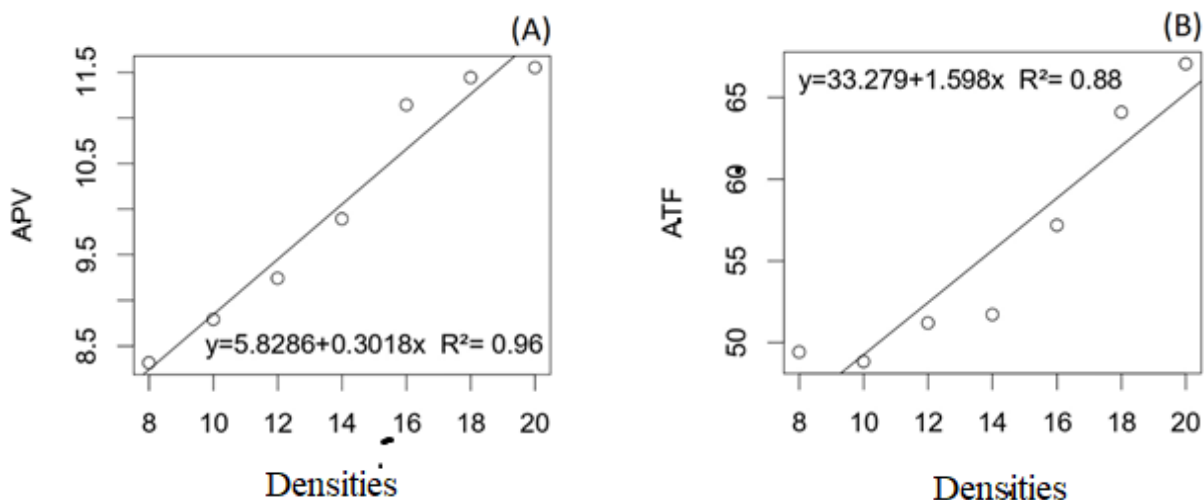 (A)
11.5
10.5
9.5
8.5
APV
y=5.8286+0.3018x R²= 0.96
8 10 12 14 16 18 20
Densities
(B)
y=33.279+1.598x R²= 0.88
65
60
55
50
ATF
8 10 12 14 16 18 20
Densities